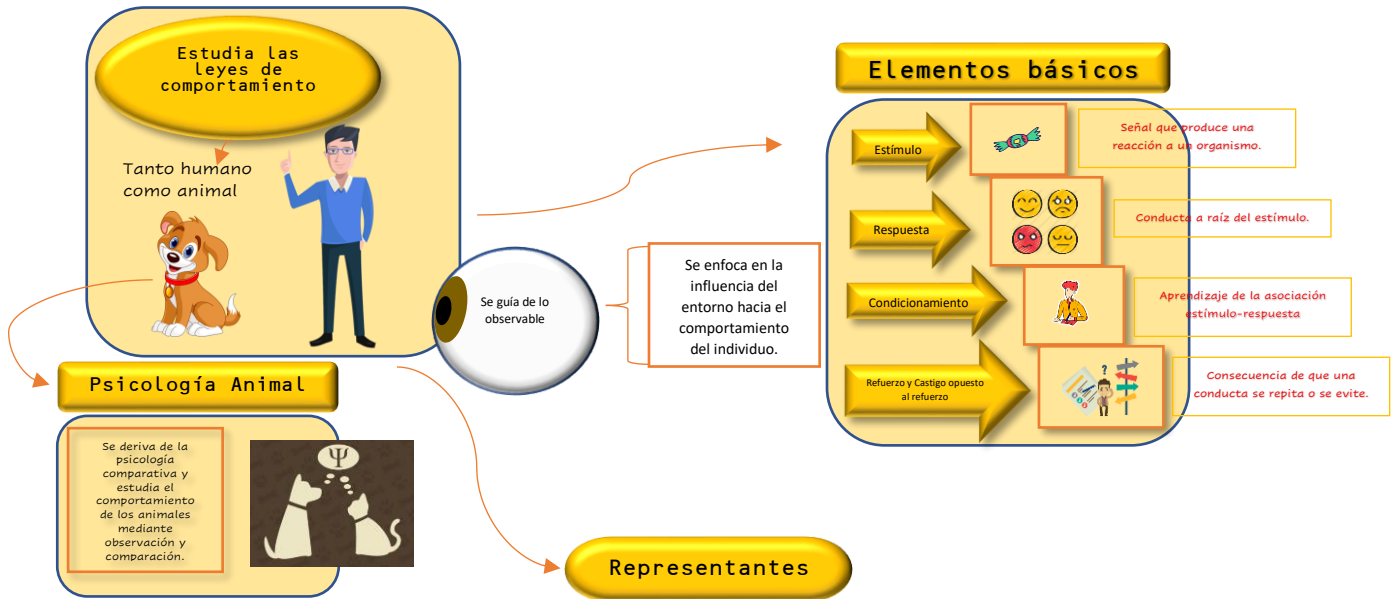 Estudia las
leyes de
comportamiento
Tanto humano
como animal
Psicología Animal
Se deriva de la
psicología
comparativa y
estudia el
comportamiento
de los animales
mediante
observación y
comparación.
Ψ
Se guía de lo
observable
Se enfoca en la
influencia del
entorno hacia el
comportamiento
del individuo.
Representantes
Elementos básicos
Estímulo
Señal que produce una
reacción a un organismo.
Respuesta
Conducta a raíz del estímulo.
Condicionamiento
Aprendizaje de la asociación
estímulo-respuesta
Refuerzo y Castigo opuesto
al refuerzo
?
Consecuencia de que una
conducta se repita o se evite.